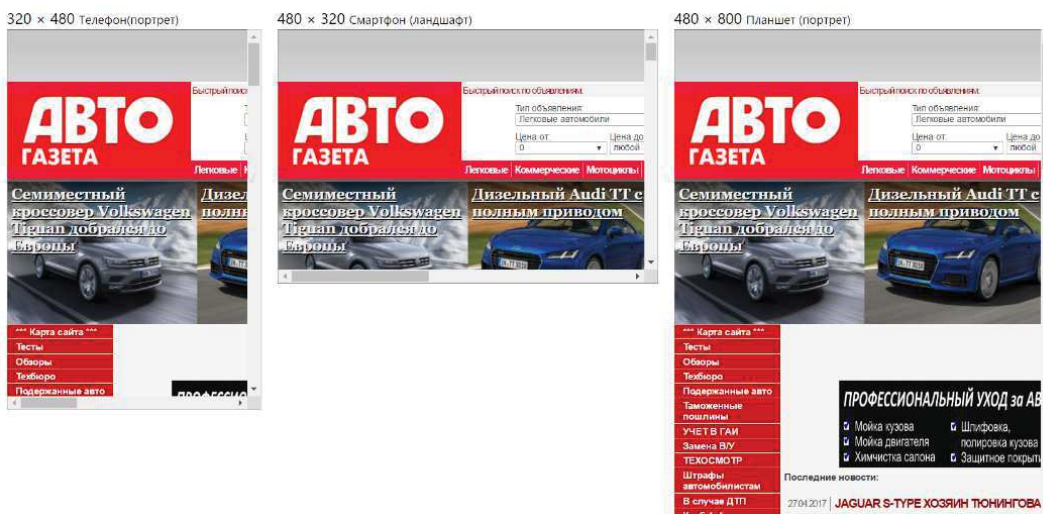 320 × 480 Телефон(портрет)
АВТО
ГАЗЕТА
Быстрый поиск
Легковые
Семиместный
кроссовер Volkswagen
Tiguan добрался до
Европы
Дизел
полны
*** Карта сайта ***
Тесты
Обзоры
Техбюро
Подержанные авто
ПРОФЕССИО
480 × 320 Смартфон (ландшафт)
АВТО
ГАЗЕТА
Быстрый поиск по объявлениям:
Тип объявления:
Легковые автомобили
Цена от: Цена до
0 любой
Легковые Коммерческие Мотоциклы
Семиместный
кроссовер Volkswagen
Tiguan добрался до
Европы
Дизельный Audi TT с
полным приводом
480 × 800 Планшет (портрет)
АВТО
ГАЗЕТА
Быстрый поиск по объявлениям:
Тип объявления:
Легковые автомобили
Цена от: Цена до
0 любой
Легковые Коммерческие Мотоциклы
Семиместный
кроссовер Volkswagen
Tiguan добрался до
Европы
Дизельный Audi TT с
полным приводом
*** Карта сайта ***
Тесты
Обзоры
Техбюро
Подержанные авто
Таможенные
пошлины
УЧЕТ В ГАИ
Замена В/У
ТЕХОСМОТР
Штрафы
автомобилистам
В случае ДТП
ПРОФЕССИОНАЛЬНЫЙ УХОД за АВ
Мойка кузова
Мойка двигателя
Химчистка салона
Шлифовка,
полировка кузова
Защитное покрыти
Последние новости:
27.04.2017 JAGUAR S-TYPE ХОЗЯИН ТЮНИНГОВА